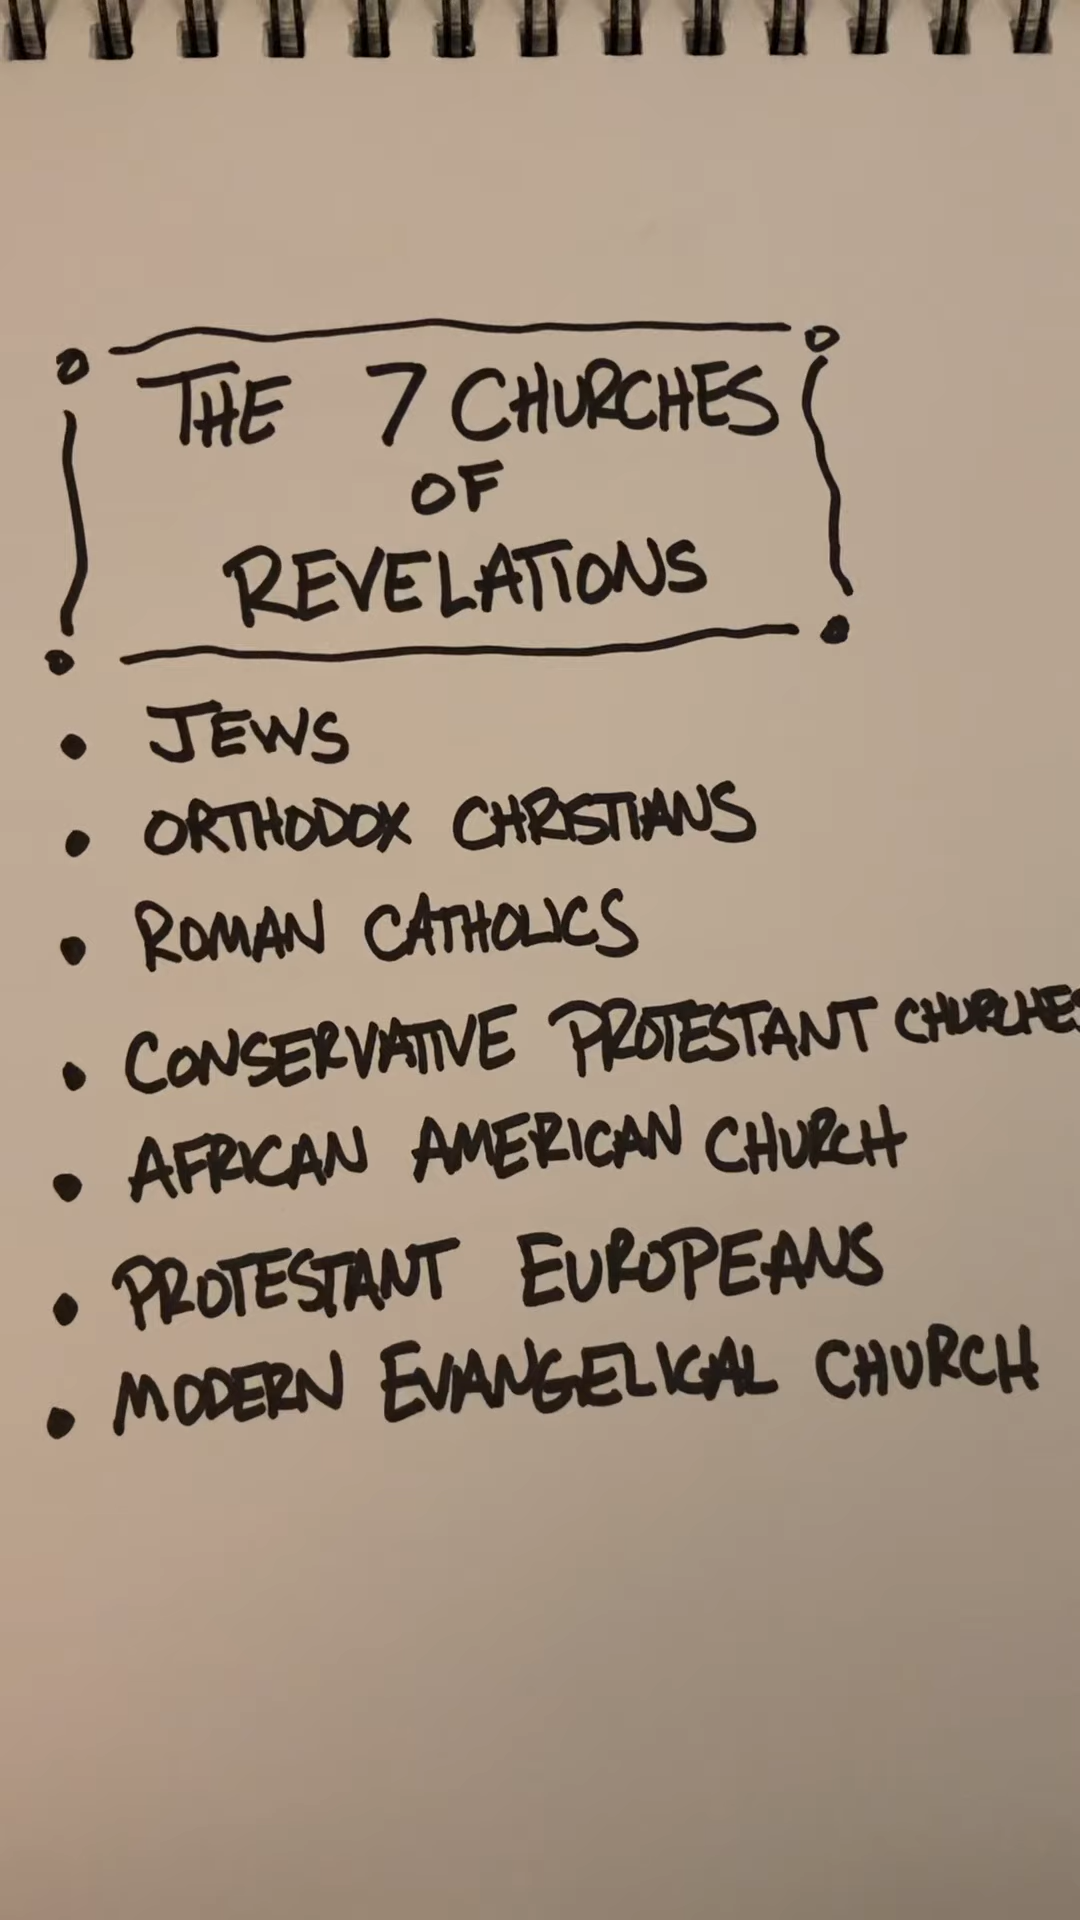 THE 7 CHURCHES
OF
REVELATIONS
• JEWS
• ORTHODOX CHRISTIANS
• ROMAN CATHOLICS
• CONSERVATIVE PROTESTANT CHURCHES
• AFRICAN AMERICAN CHURCH
• PROTESTANT EUROPEANS
• MODERN EVANGELICAL CHURCH